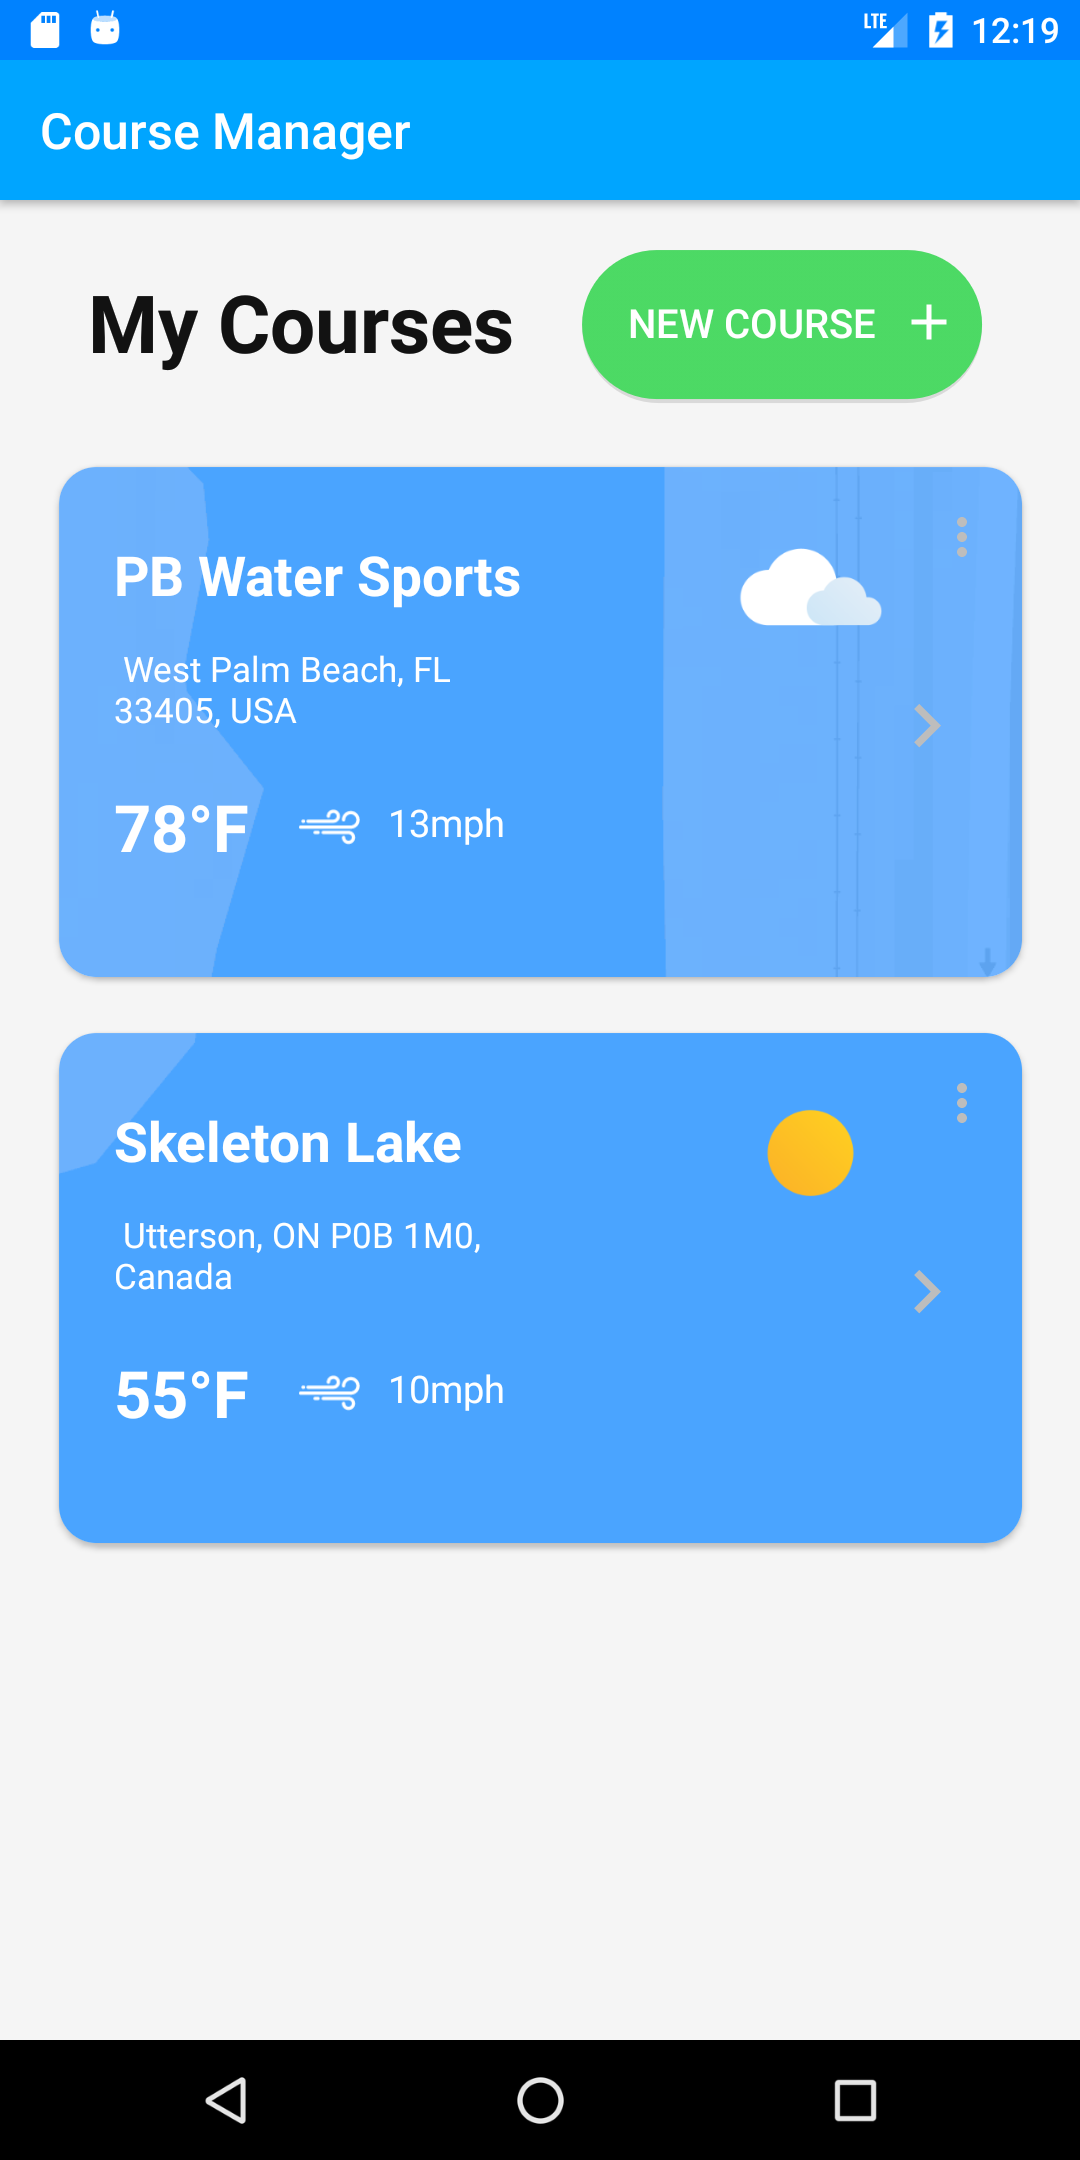 LTE 12:19
Course Manager
My Courses
NEW COURSE +
PB Water Sports
West Palm Beach, FL
33405, USA
78°F 13mph
Skeleton Lake
Utterson, ON P0B 1M0,
Canada
55°F 10mph